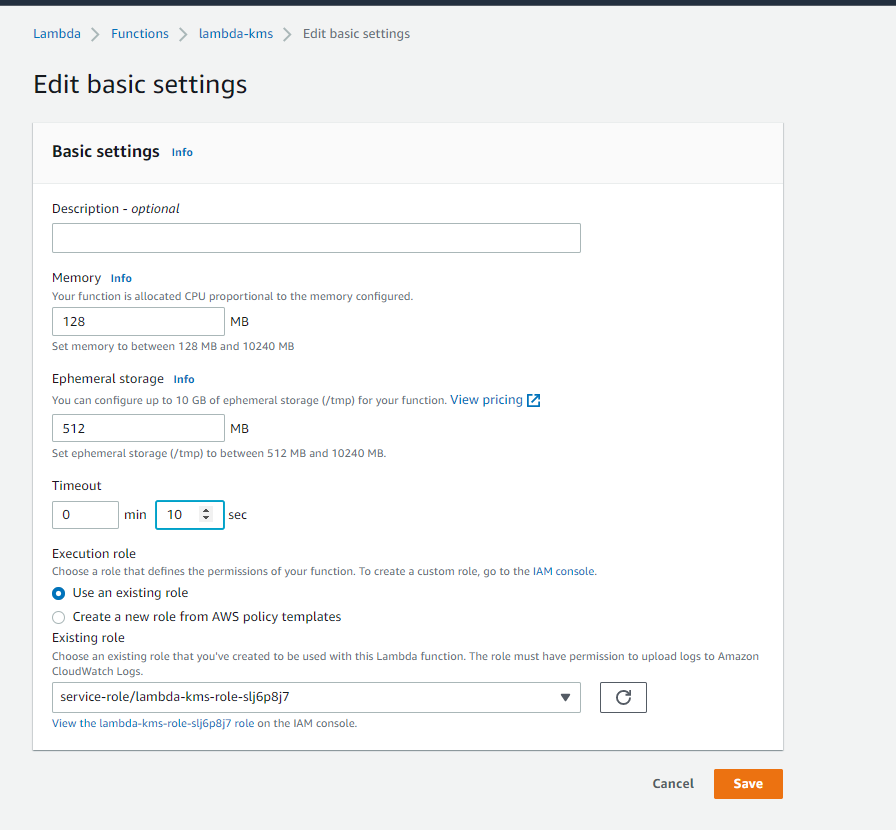 Lambda > Functions > lambda-kms > Edit basic settings
Edit basic settings
Basic settings Info
Description - optional
Memory Info
Your function is allocated CPU proportional to the memory configured.
128 MB
Set memory to between 128 MB and 10240 MB
Ephemeral storage Info
You can configure up to 10 GB of ephemeral storage (/tmp) for your function. View pricing
512 MB
Set ephemeral storage (/tmp) to between 512 MB and 10240 MB.
Timeout
0 min 10 sec
Execution role
Choose a role that defines the permissions of your function. To create a custom role, go to the IAM console.
Use an existing role
Create a new role from AWS policy templates
Existing role
Choose an existing role that you've created to be used with this Lambda function. The role must have permission to upload logs to Amazon
CloudWatch Logs.
service-role/lambda-kms-role-slj6p8j7
View the lambda-kms-role-slj6p8j7 role on the IAM console.
Cancel Save